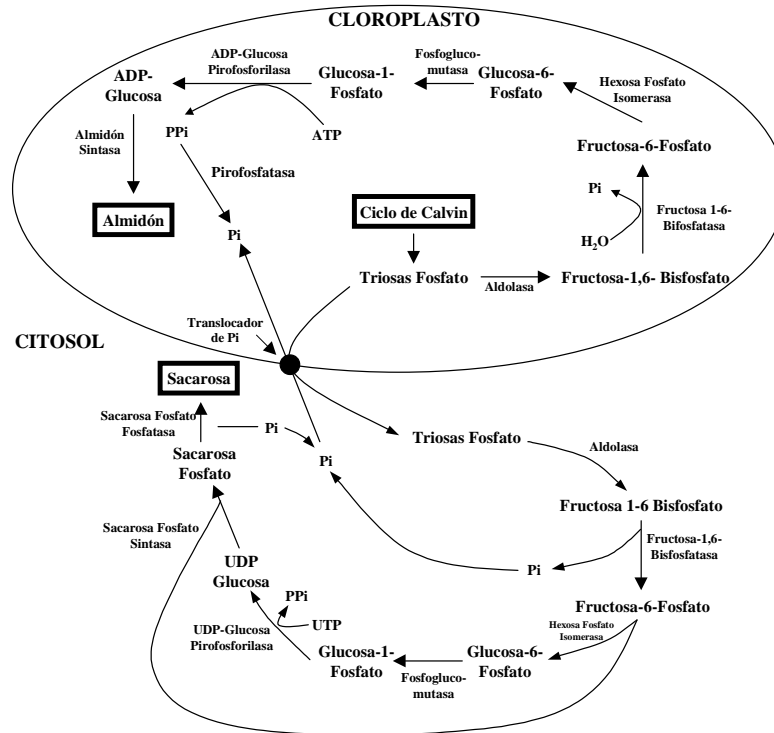 CLOROPLASTO
ADP-Glucosa
Pirofosforilasa
Fosfogluco-
mutasa
ADP-
Glucosa
Glucosa-1-
Fosfato
Glucosa-6-
Fosfato
Hexosa Fosfato
Isomerasa
Almidón
Sintasa
PPi
ATP
Fructosa-6-Fosfato
Pirofosfatasa
Pi
Almidón
Pi
Ciclo de Calvin
Fructosa 1-6-
Bifosfatasa
H2O
Triosas Fosfato
Aldolasa
Fructosa-1,6- Bisfosfato
Translocador
de Pi
CITOSOL
Sacarosa
Sacarosa Fosfato
Fosfatasa
Pi
Pi
Triosas Fosfato
Aldolasa
Sacarosa
Fosfato
Fructosa 1-6 Bisfosfato
Sacarosa Fosfato
Sintasa
Fructosa-1,6-
Bisfosfatasa
UDP
Glucosa
Pi
PPi
Fructosa-6-Fosfato
UTP
Hexosa Fosfato
Isomerasa
UDP-Glucosa
Pirofosforilasa
Glucosa-1-
Fosfato
Fosfogluco-
mutasa
Glucosa-6-
Fosfato